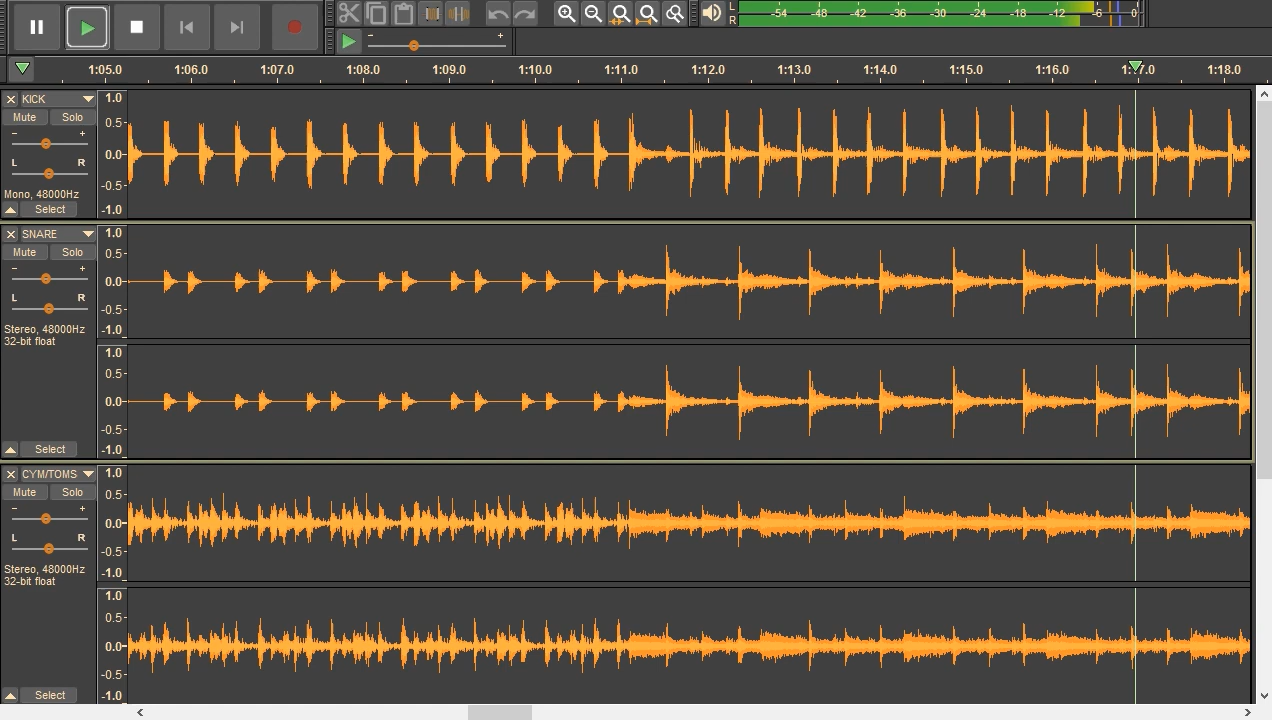 L
R
-54 -48 -42 -36 -30 -24 -18 -12 -6 0
- +
1:05.0 1:06.0 1:07.0 1:08.0 1:09.0 1:10.0 1:11.0 1:12.0 1:13.0 1:14.0 1:15.0 1:16.0 1:17.0 1:18.0
KICK
Mute Solo
- +
L R
Mono, 48000Hz
Select
1.0
0.5
0.0
-0.5
-1.0
SNARE
Mute Solo
- +
L R
Stereo, 48000Hz
32-bit float
Select
1.0
0.5
0.0
-0.5
-1.0
1.0
0.5
0.0
-0.5
-1.0
CYM/TOMS
Mute Solo
- +
L R
Stereo, 48000Hz
32-bit float
Select
1.0
0.5
0.0
-0.5
-1.0
1.0
0.5
0.0
-0.5
-1.0